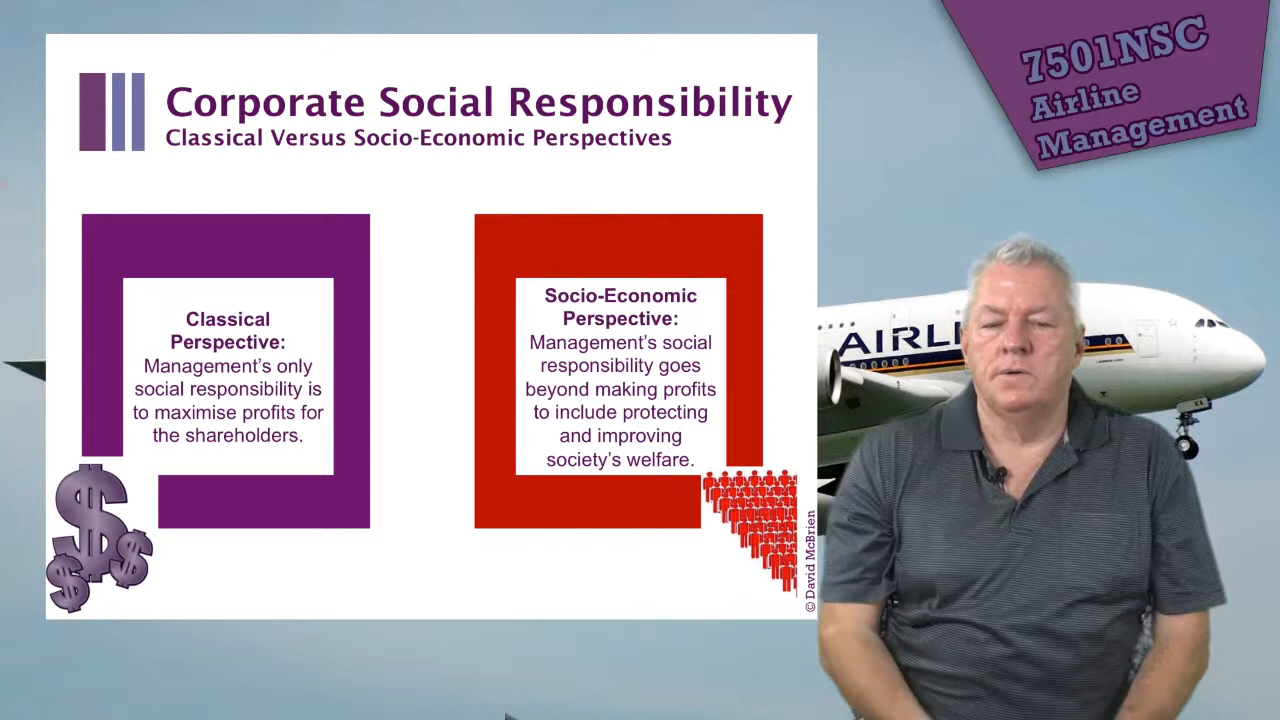 Corporate Social Responsibility
Classical Versus Socio-Economic Perspectives
Classical
Perspective:
Management's only
social responsibility is
to maximise profits for
the shareholders.
Socio-Economic
Perspective:
Management's social
responsibility goes
beyond making profits
to include protecting
and improving
society's welfare.
© David McBrien
7501NSC
Airline
Management
AIRL